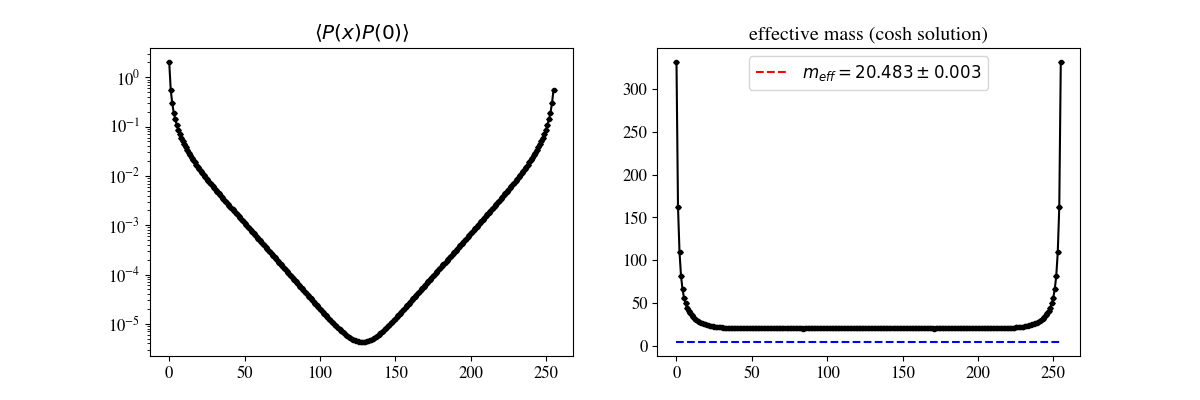 ⟨P(x)P(0)⟩
10⁰
10⁻¹
10⁻²
10⁻³
10⁻⁴
10⁻⁵
0 50 100 150 200 250
effective mass (cosh solution)
m_eff = 20.483 ± 0.003
300
250
200
150
100
50
0
0 50 100 150 200 250